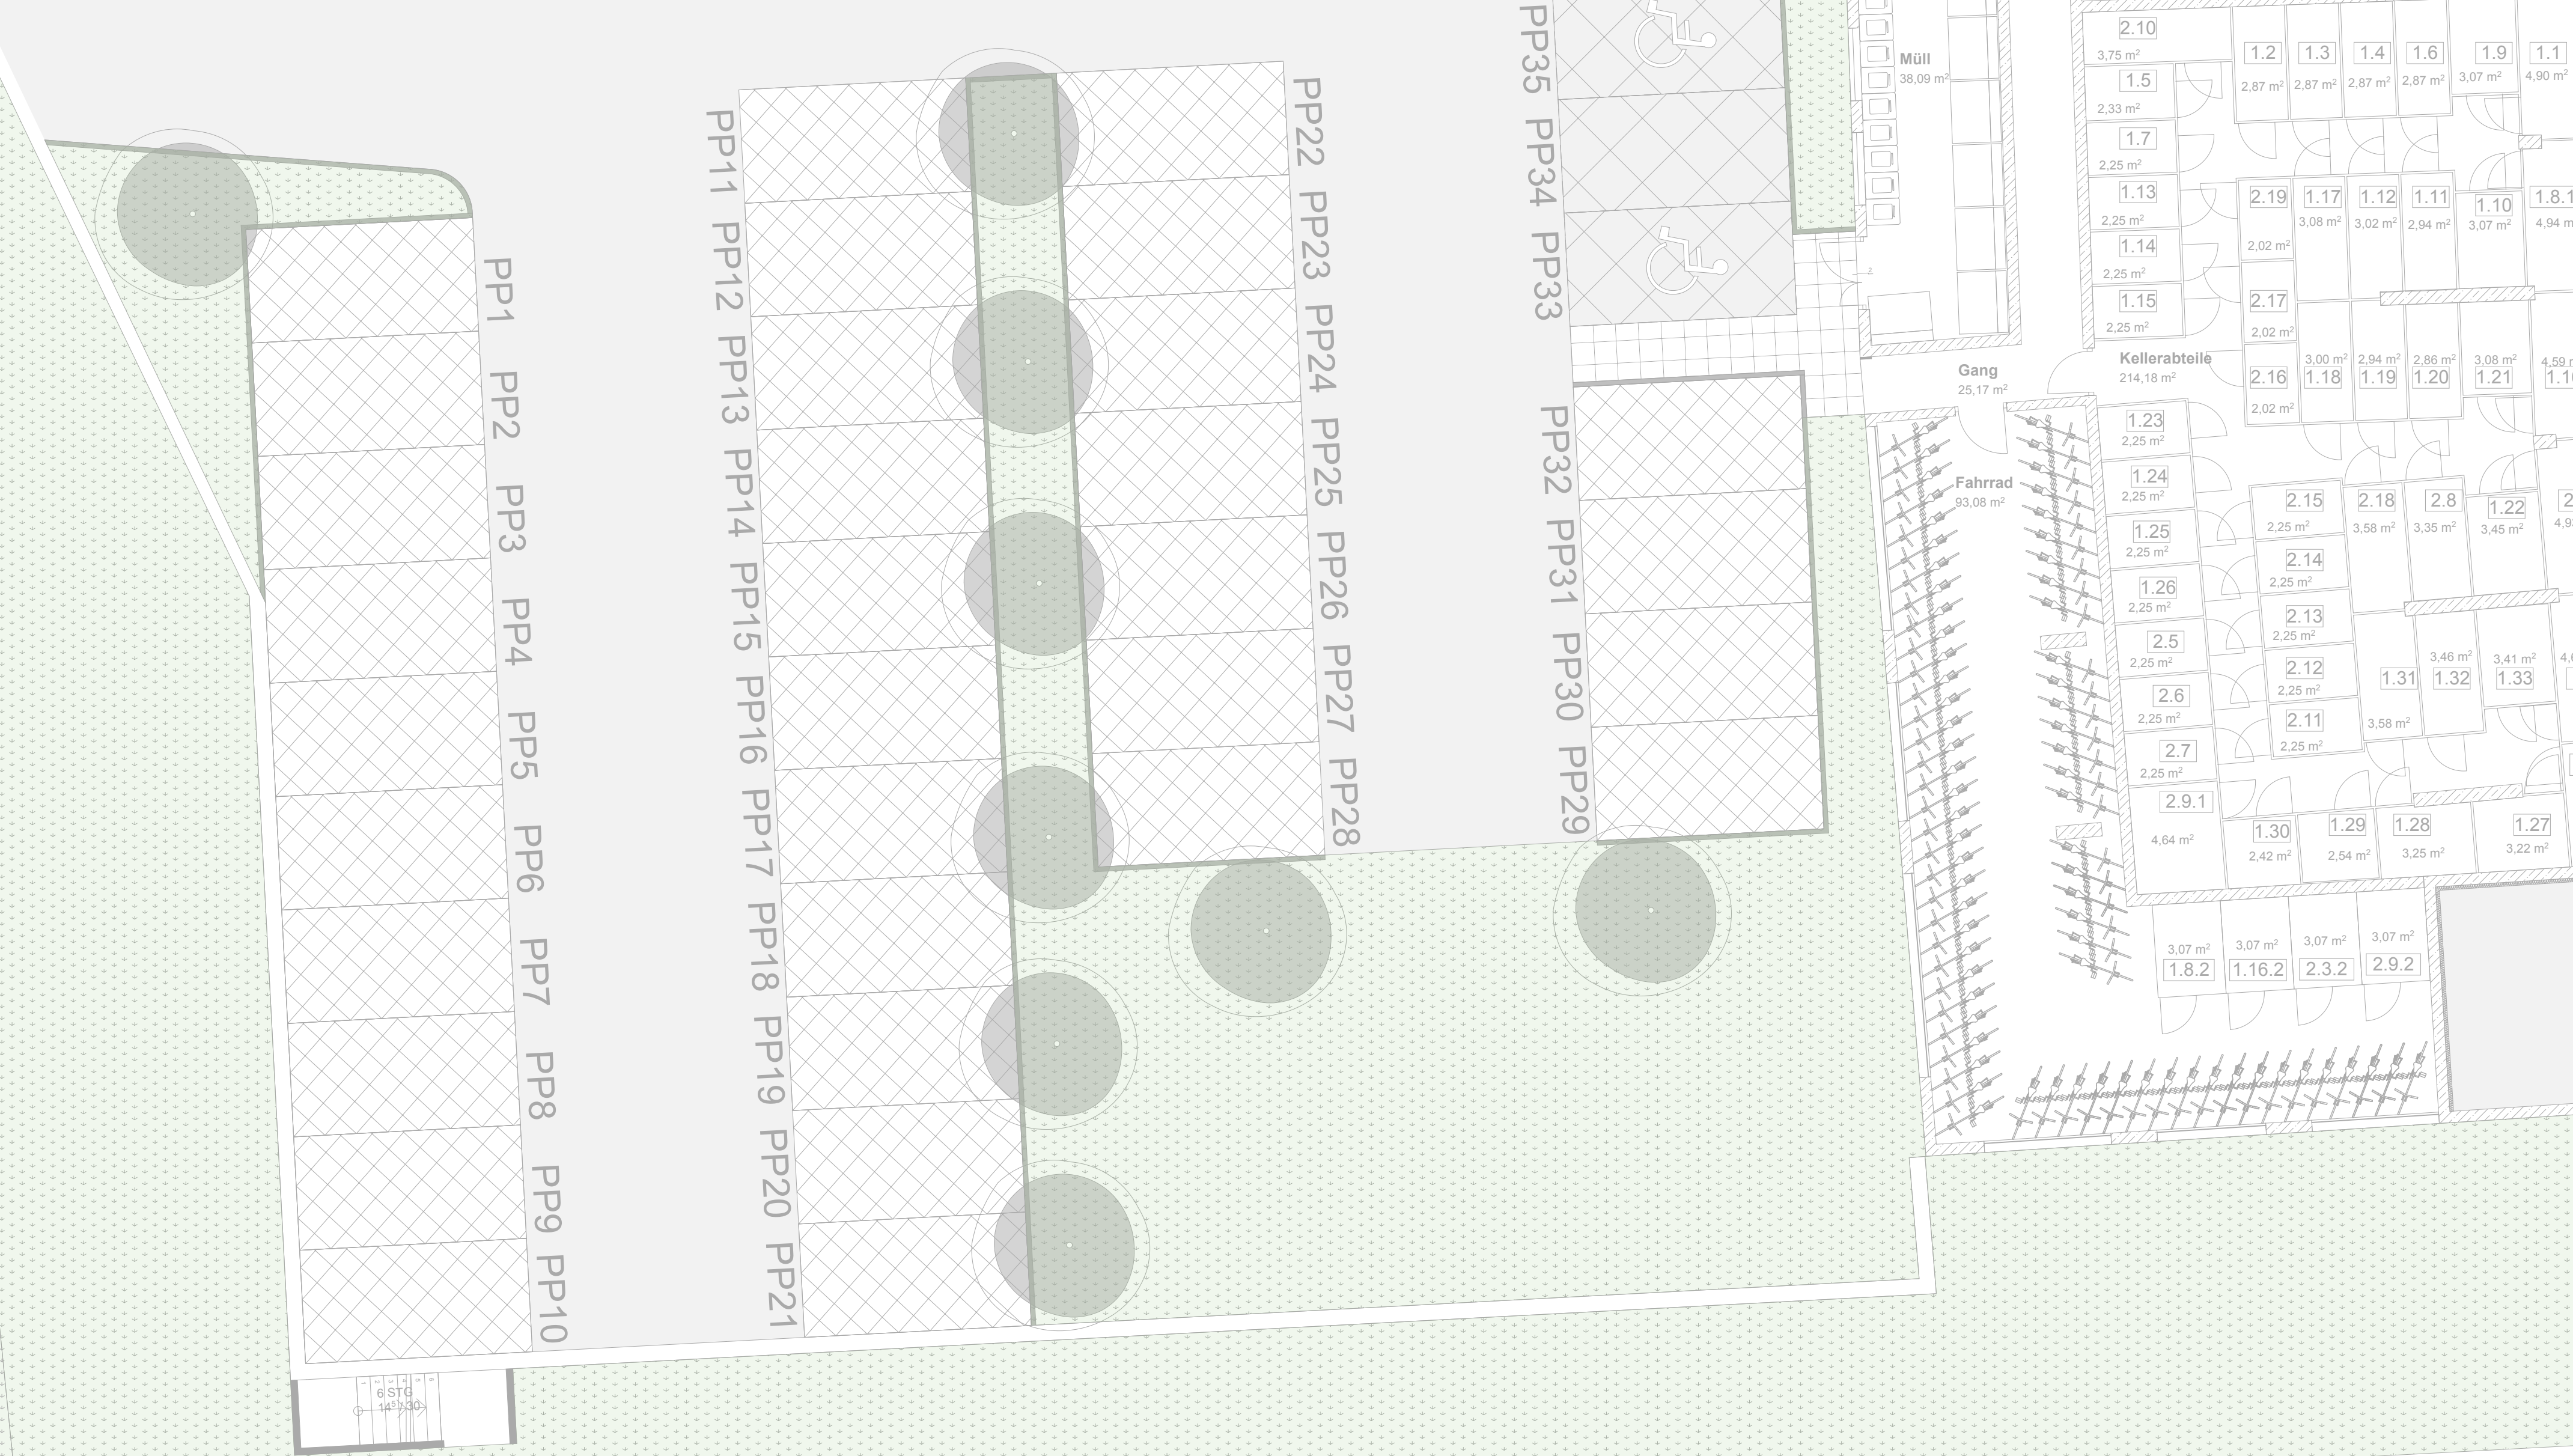 PP1
PP2
PP3
PP4
PP5
PP6
PP7
PP8
PP9
PP10
PP11
PP12
PP13
PP14
PP15
PP16
PP17
PP18
PP19
PP20
PP21
PP22
PP23
PP24
PP25
PP26
PP27
PP28
PP35
PP34
PP33
PP32
PP31
PP30
PP29
6 STG
14⁵ / 30
Müll
38,09 m²
Gang
25,17 m²
Fahrrad
93,08 m²
Kellerabteile
214,18 m²
2.10
3,75 m²
1.5
2,33 m²
1.7
2,25 m²
1.13
2,25 m²
1.14
2,25 m²
1.15
2,25 m²
1.2
2,87 m²
1.3
2,87 m²
1.4
2,87 m²
1.6
2,87 m²
1.9
3,07 m²
1.1
4,90 m²
2.19
2,02 m²
1.17
3,08 m²
1.12
3,02 m²
1.11
2,94 m²
1.10
3,07 m²
1.8.1
4,94 m
2.17
2,02 m²
2.16
2,02 m²
3,00 m²
1.18
2,94 m²
1.19
2,86 m²
1.20
3,08 m²
1.21
4,59
1.23
2,25 m²
1.24
2,25 m²
1.25
2,25 m²
1.26
2,25 m²
2.5
2,25 m²
2.6
2,25 m²
2.7
2,25 m²
2.9.1
4,64 m²
2.15
2,25 m²
2.14
2,25 m²
2.13
2,25 m²
2.12
2,25 m²
2.11
2,25 m²
2.18
3,58 m²
2.8
3,35 m²
1.22
3,45 m²
1.31
3,58 m²
3,46 m²
1.32
3,41 m²
1.33
1.30
2,42 m²
1.29
2,54 m²
1.28
3,25 m²
1.27
3,22 m²
3,07 m²
1.8.2
3,07 m²
1.16.2
3,07 m²
2.3.2
3,07 m²
2.9.2